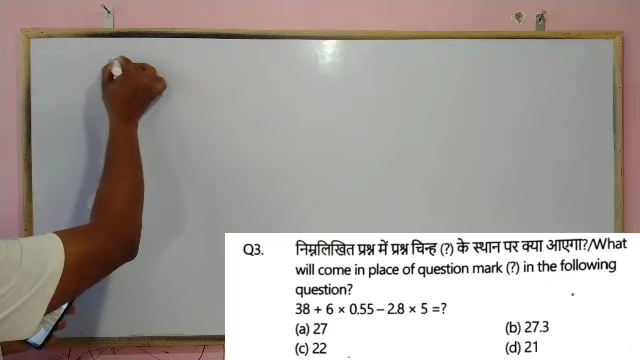 Q3. निम्नलिखित प्रश्न में प्रश्न चिन्ह (?) के स्थान पर क्या आएगा?/What
will come in place of question mark (?) in the following
question?
38 + 6 × 0.55 – 2.8 × 5 =?
(a) 27 (b) 27.3
(c) 22 (d) 21